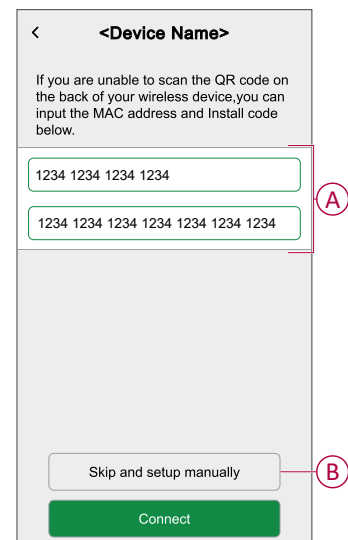 < <Device Name>
If you are unable to scan the QR code on
the back of your wireless device,you can
input the MAC address and Install code
below.
1234 1234 1234 1234
A
1234 1234 1234 1234 1234 1234 1234
Skip and setup manually
B
Connect